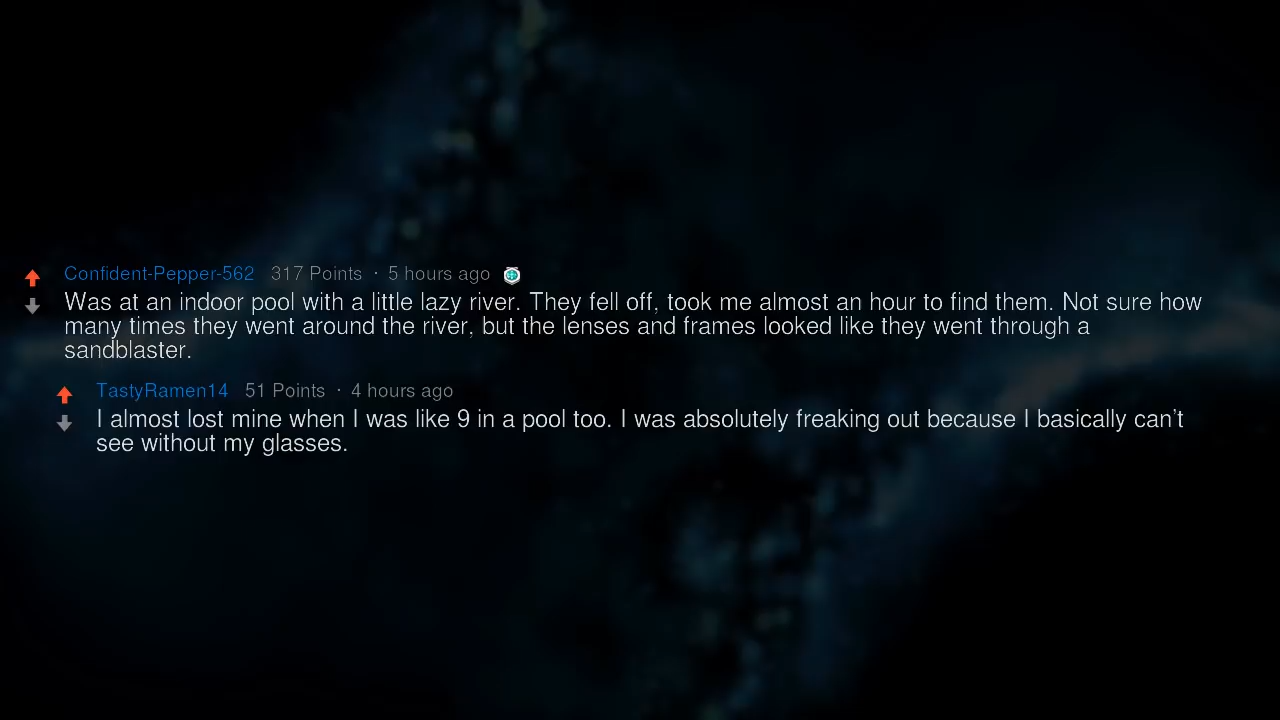 Confident-Pepper-562 317 Points · 5 hours ago
Was at an indoor pool with a little lazy river. They fell off, took me almost an hour to find them. Not sure how
many times they went around the river, but the lenses and frames looked like they went through a
sandblaster.
TastyRamen14 51 Points · 4 hours ago
I almost lost mine when I was like 9 in a pool too. I was absolutely freaking out because I basically can't
see without my glasses.